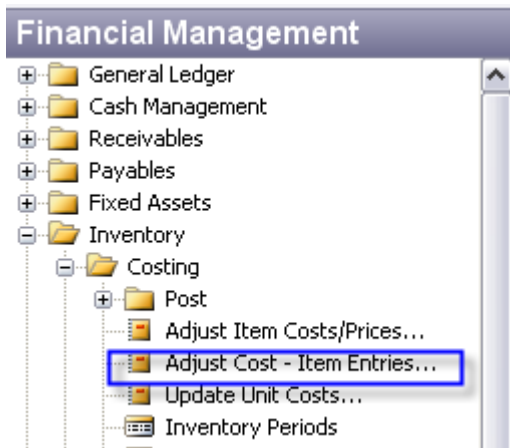 Financial Management
General Ledger
Cash Management
Receivables
Payables
Fixed Assets
Inventory
Costing
Post
Adjust Item Costs/Prices...
Adjust Cost - Item Entries...
Update Unit Costs...
Inventory Periods